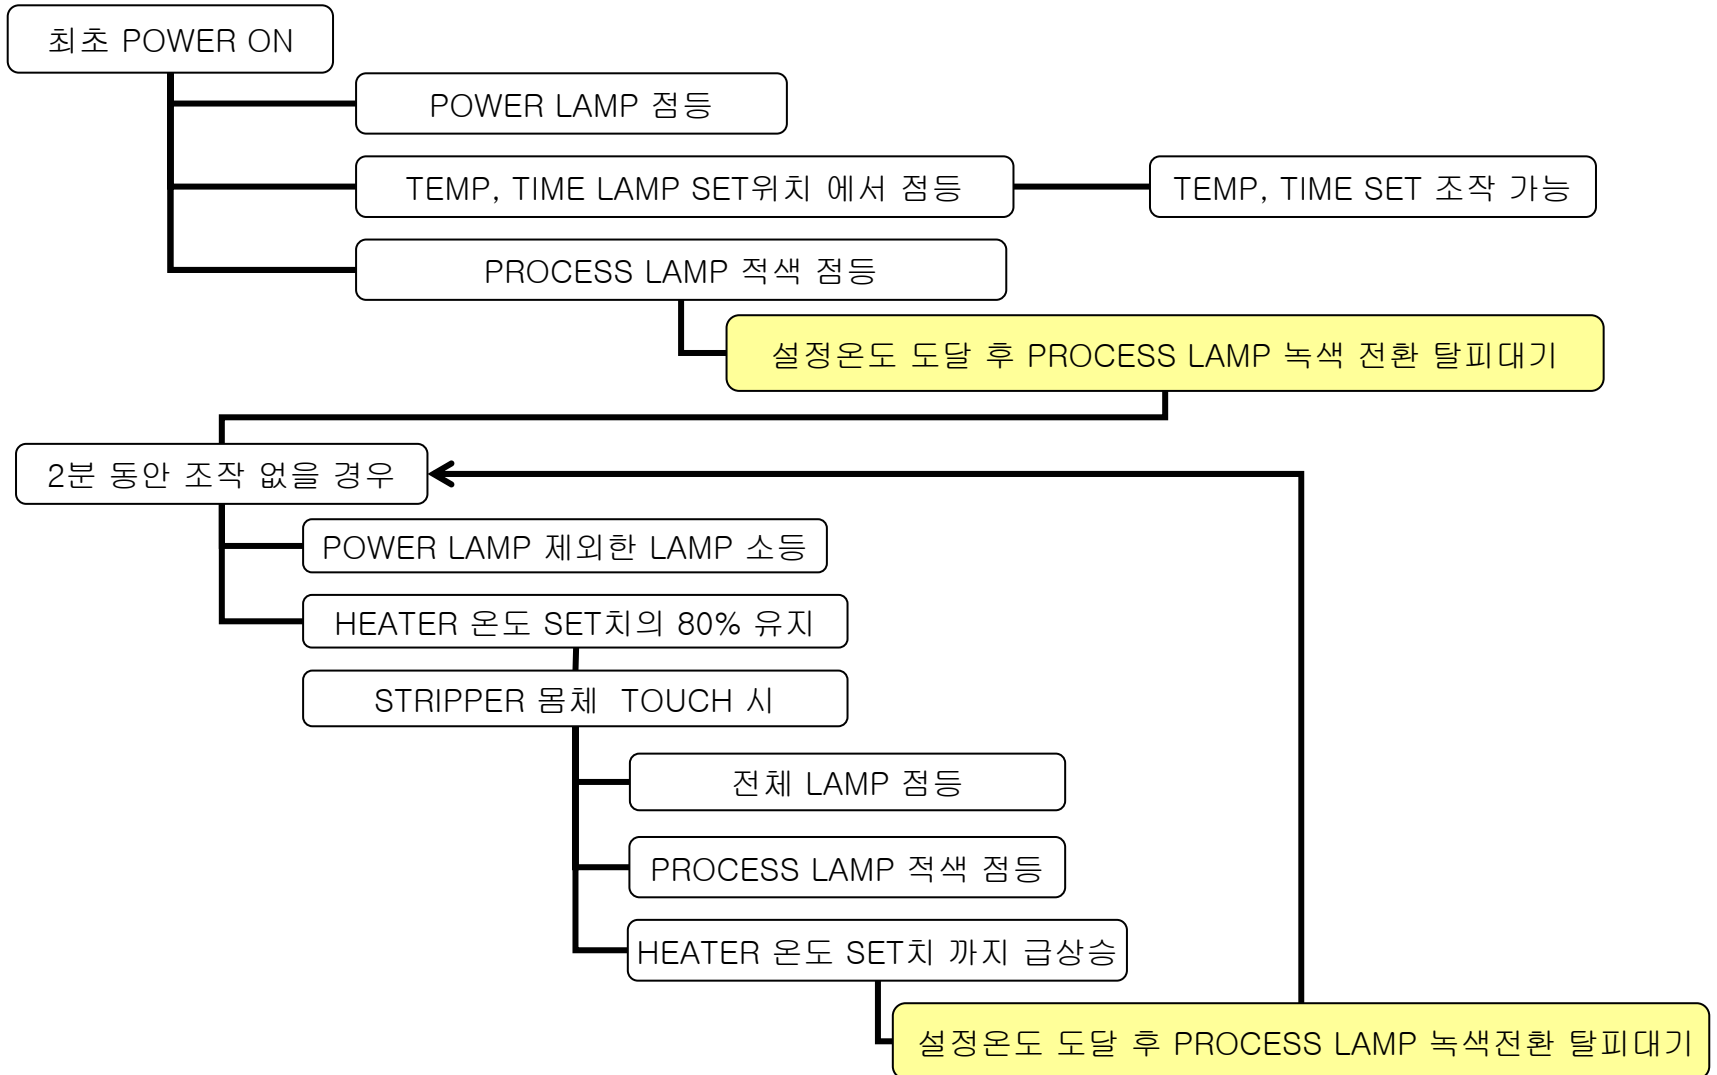 최초 POWER ON
POWER LAMP 점등
TEMP, TIME LAMP SET위치 에서 점등
TEMP, TIME SET 조작 가능
PROCESS LAMP 적색 점등
설정온도 도달 후 PROCESS LAMP 녹색 전환 탈피대기
2분 동안 조작 없을 경우
POWER LAMP 제외한 LAMP 소등
HEATER 온도 SET치의 80% 유지
STRIPPER 몸체 TOUCH 시
전체 LAMP 점등
PROCESS LAMP 적색 점등
HEATER 온도 SET치 까지 급상승
설정온도 도달 후 PROCESS LAMP 녹색전환 탈피대기